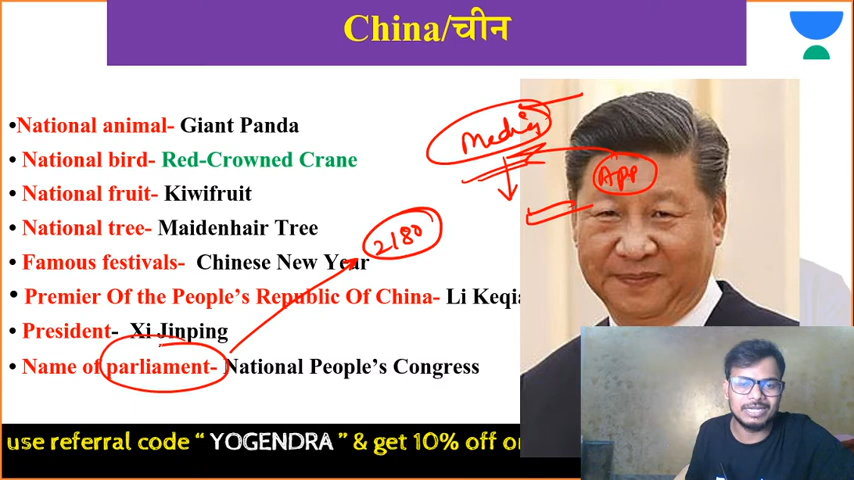 China/चीन
•National animal- Giant Panda
• National bird- Red-Crowned Crane
• National fruit- Kiwifruit
• National tree- Maidenhair Tree
• Famous festivals- Chinese New Year
• Premier Of the People's Republic Of China- Li Keqia
• President- Xi Jinping
• Name of parliament- National People's Congress
Media
App
2180
use referral code “ YOGENDRA ” & get 10% off o